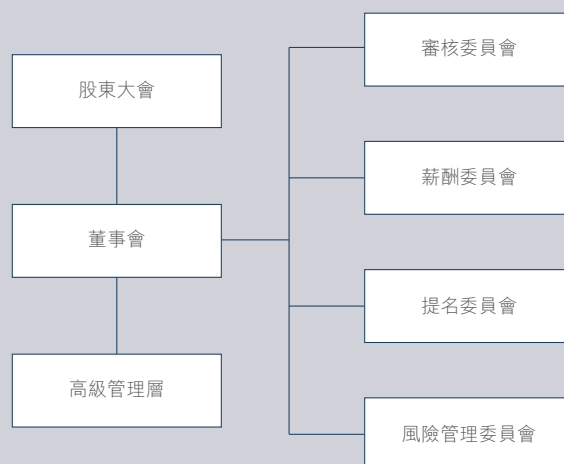 股東大會
董事會
高級管理層
審核委員會
薪酬委員會
提名委員會
風險管理委員會